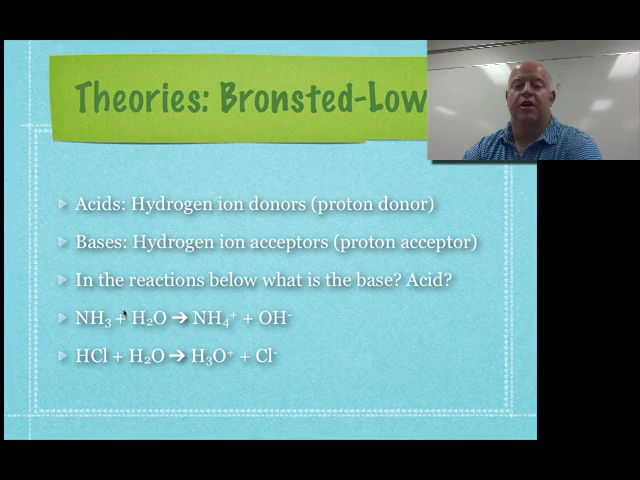 Theories: Bronsted-Low
Acids: Hydrogen ion donors (proton donor)
Bases: Hydrogen ion acceptors (proton acceptor)
In the reactions below what is the base? Acid?
NH₃ + H₂O ➔ NH₄⁺ + OH⁻
HCl + H₂O ➔ H₃O⁺ + Cl⁻